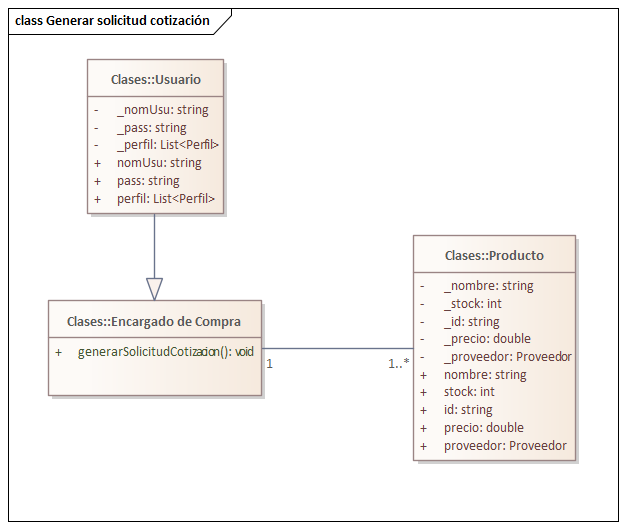 class Generar solicitud cotización
Clases::Usuario
- _nomUsu: string
- _pass: string
- _perfil: List<Perfil>
+ nomUsu: string
+ pass: string
+ perfil: List<Perfil>
Clases::Encargado de Compra
+ generarSolicitudCotizacion(): void
1
1..*
Clases::Producto
- _nombre: string
- _stock: int
- _id: string
- _precio: double
- _proveedor: Proveedor
+ nombre: string
+ stock: int
+ id: string
+ precio: double
+ proveedor: Proveedor